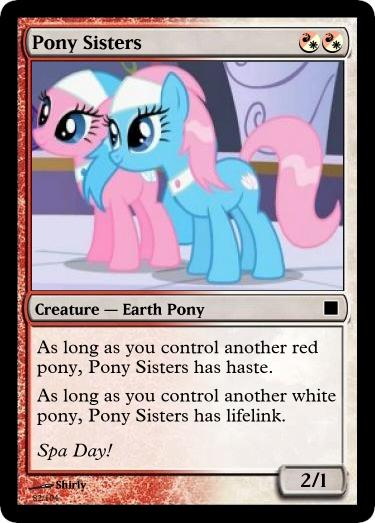 Pony Sisters
Creature — Earth Pony
As long as you control another red
pony, Pony Sisters has haste.
As long as you control another white
pony, Pony Sisters has lifelink.
Spa Day!
2/1
Shirly